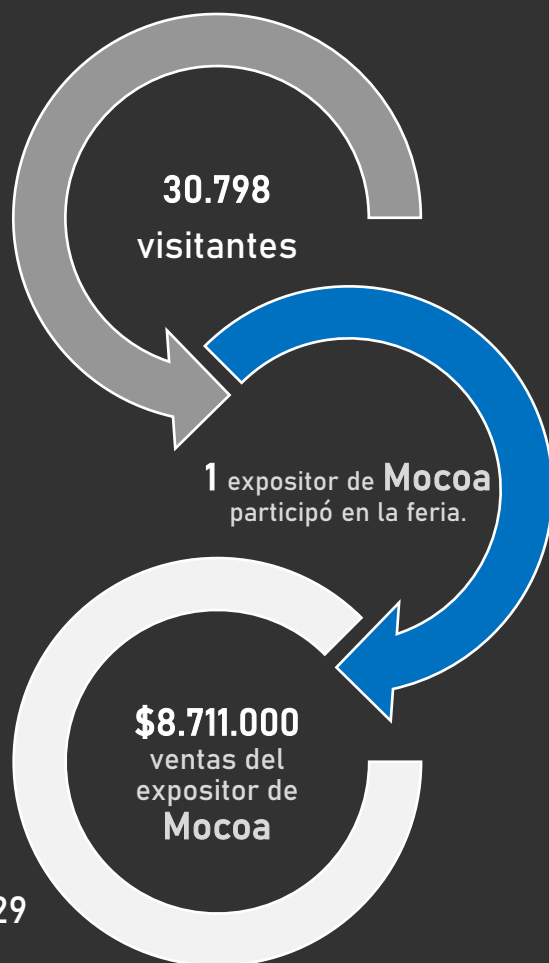 30.798
visitantes
1 expositor de Mocoa
participó en la feria.
$8.711.000
ventas del
expositor de
Mocoa
29